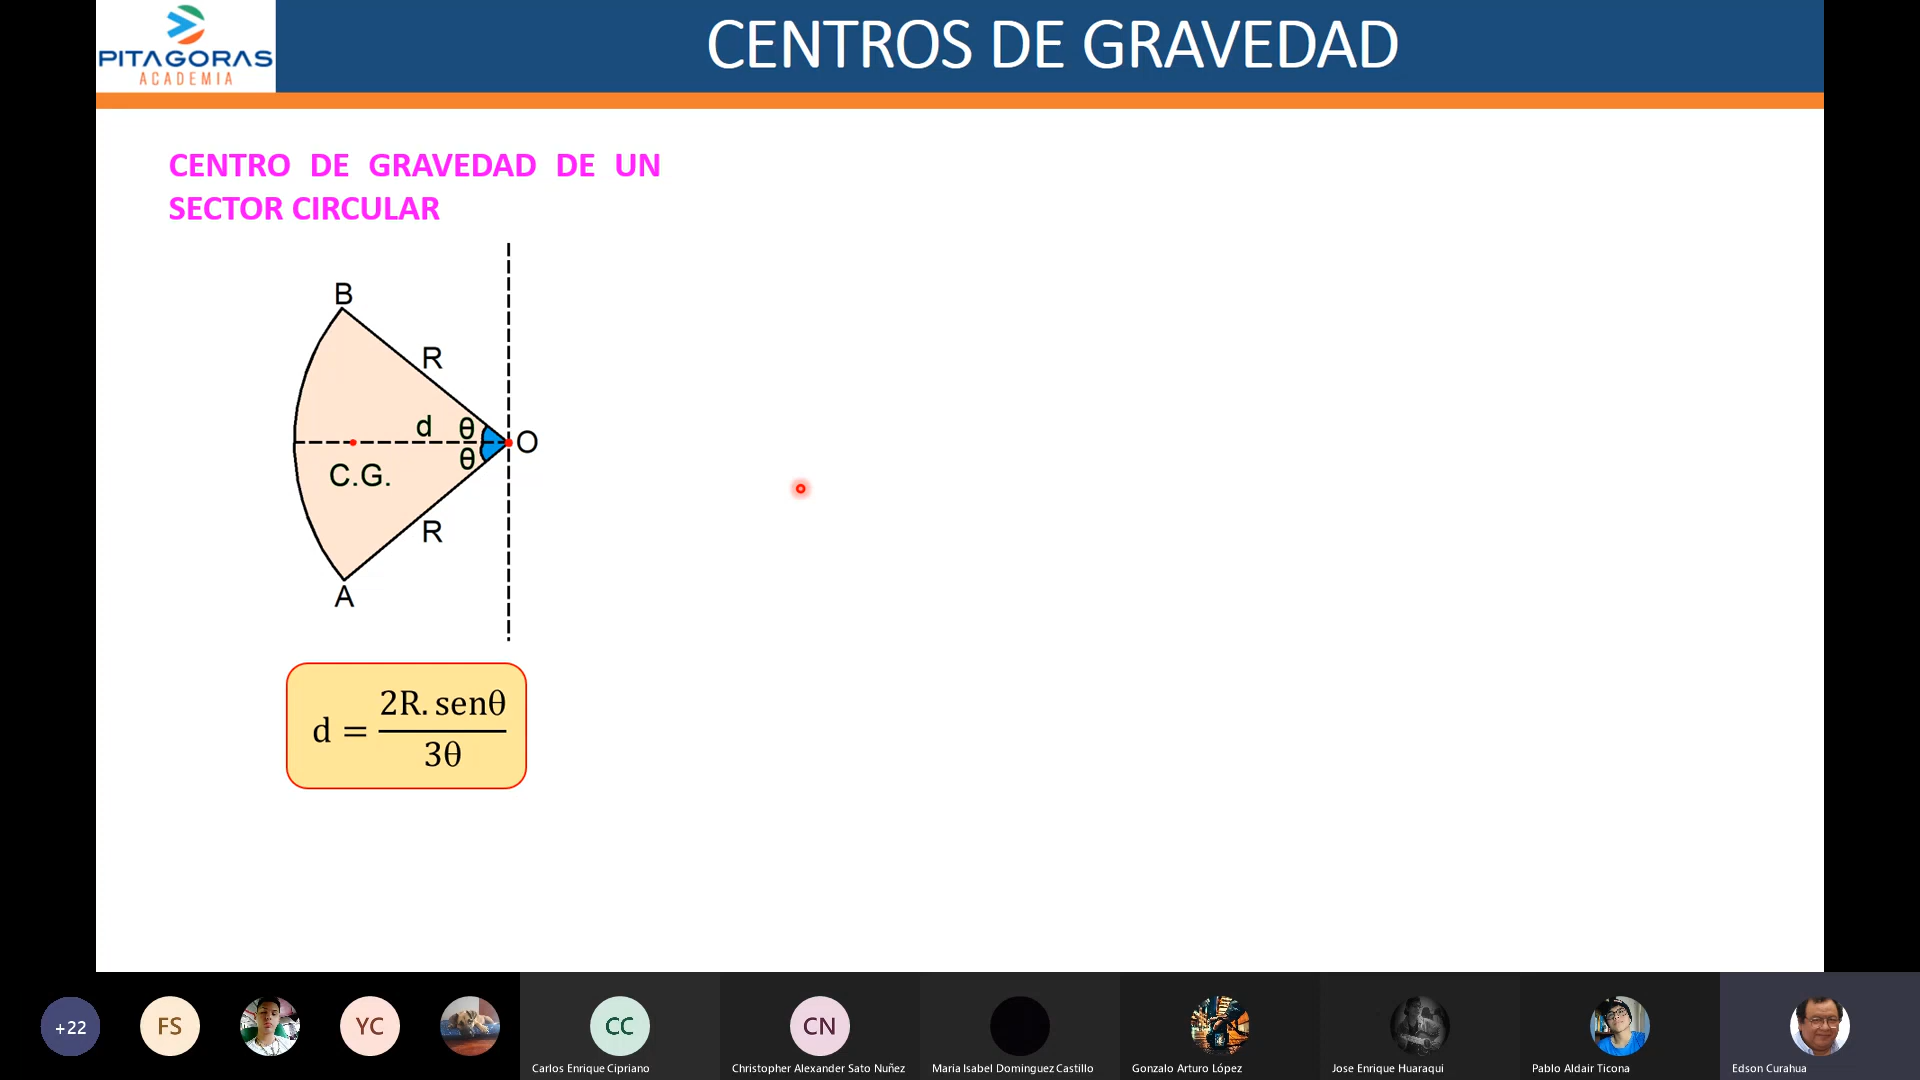 PITAGORAS
ACADEMIA
CENTROS DE GRAVEDAD
CENTRO DE GRAVEDAD DE UN
SECTOR CIRCULAR
B
R
d θ
O
θ
C.G.
R
A
d = 2R. senθ / 3θ
+22
FS
YC
CC
CN
Carlos Enrique Cipriano
Christopher Alexander Sato Nuñez
Maria Isabel Dominguez Castillo
Gonzalo Arturo López
Jose Enrique Huaraqui
Pablo Aldair Ticona
Edson Curahua